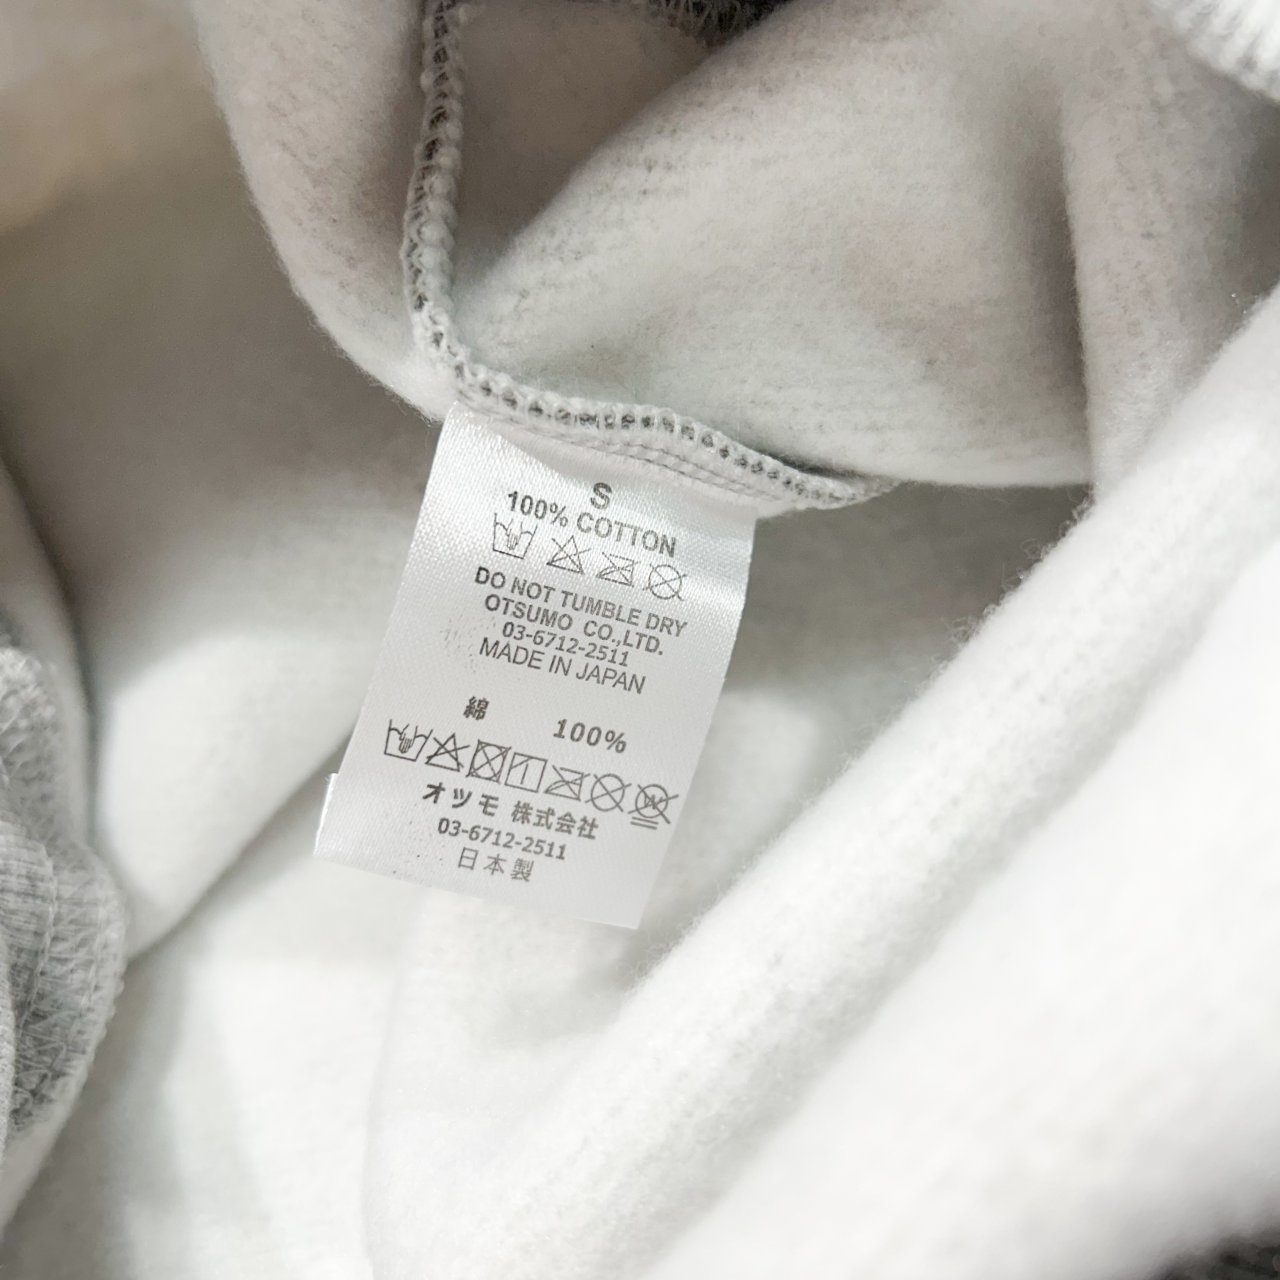 S
100% COTTON
DO NOT TUMBLE DRY
OTSUMO CO.,LTD.
03-6712-2511
MADE IN JAPAN
綿 100%
オツモ 株式会社
03-6712-2511
日本製